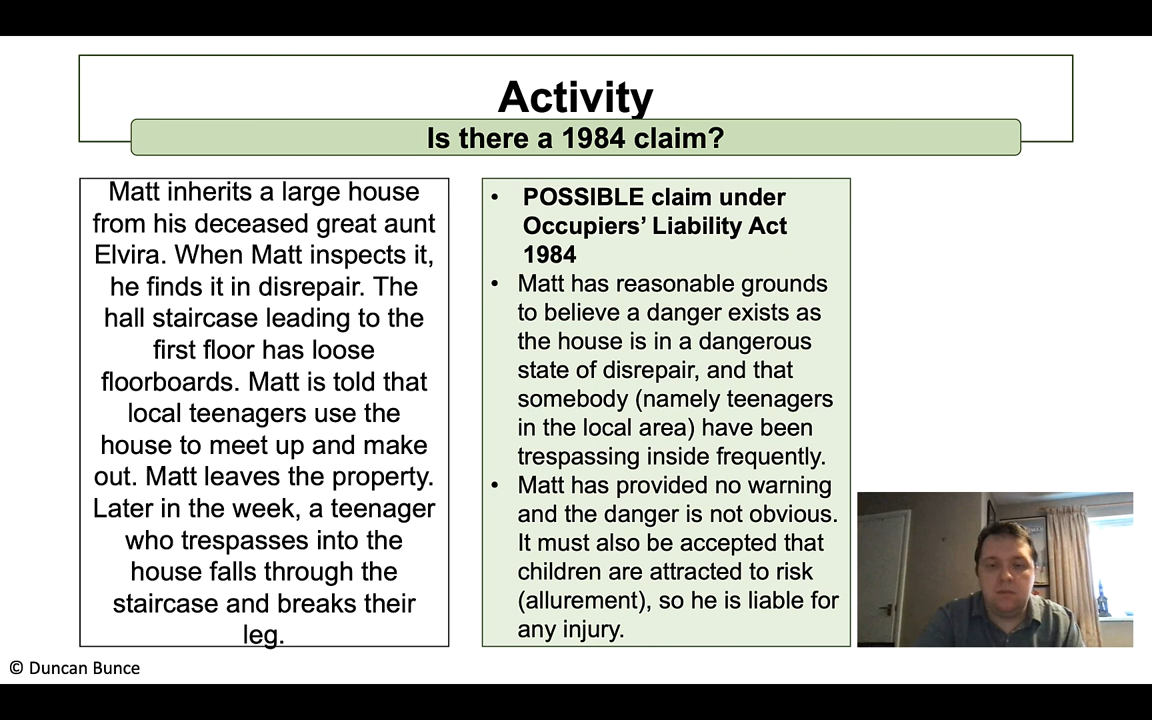 Activity
Is there a 1984 claim?
Matt inherits a large house
from his deceased great aunt
Elvira. When Matt inspects it,
he finds it in disrepair. The
hall staircase leading to the
first floor has loose
floorboards. Matt is told that
local teenagers use the
house to meet up and make
out. Matt leaves the property.
Later in the week, a teenager
who trespasses into the
house falls through the
staircase and breaks their
leg.
• POSSIBLE claim under
Occupiers’ Liability Act
1984
• Matt has reasonable grounds
to believe a danger exists as
the house is in a dangerous
state of disrepair, and that
somebody (namely teenagers
in the local area) have been
trespassing inside frequently.
• Matt has provided no warning
and the danger is not obvious.
It must also be accepted that
children are attracted to risk
(allurement), so he is liable for
any injury.
© Duncan Bunce